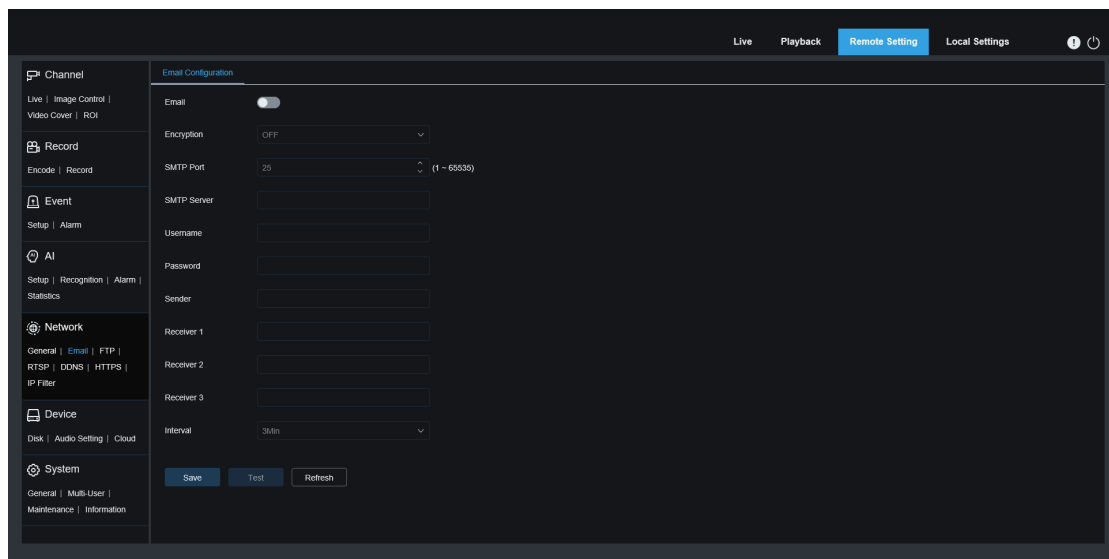 Live Playback Remote Setting Local Settings
Channel
Live | Image Control |
Video Cover | ROI
Record
Encode | Record
Event
Setup | Alarm
AI
Setup | Recognition | Alarm |
Statistics
Network
General | Email | FTP |
RTSP | DDNS | HTTPS |
IP Filter
Device
Disk | Audio Setting | Cloud
System
General | Multi-User |
Maintenance | Information
Email Configuration
Email
Encryption OFF
SMTP Port 25 (1 ~ 65535)
SMTP Server
Username
Password
Sender
Receiver 1
Receiver 2
Receiver 3
Interval 3Min
Save Test Refresh